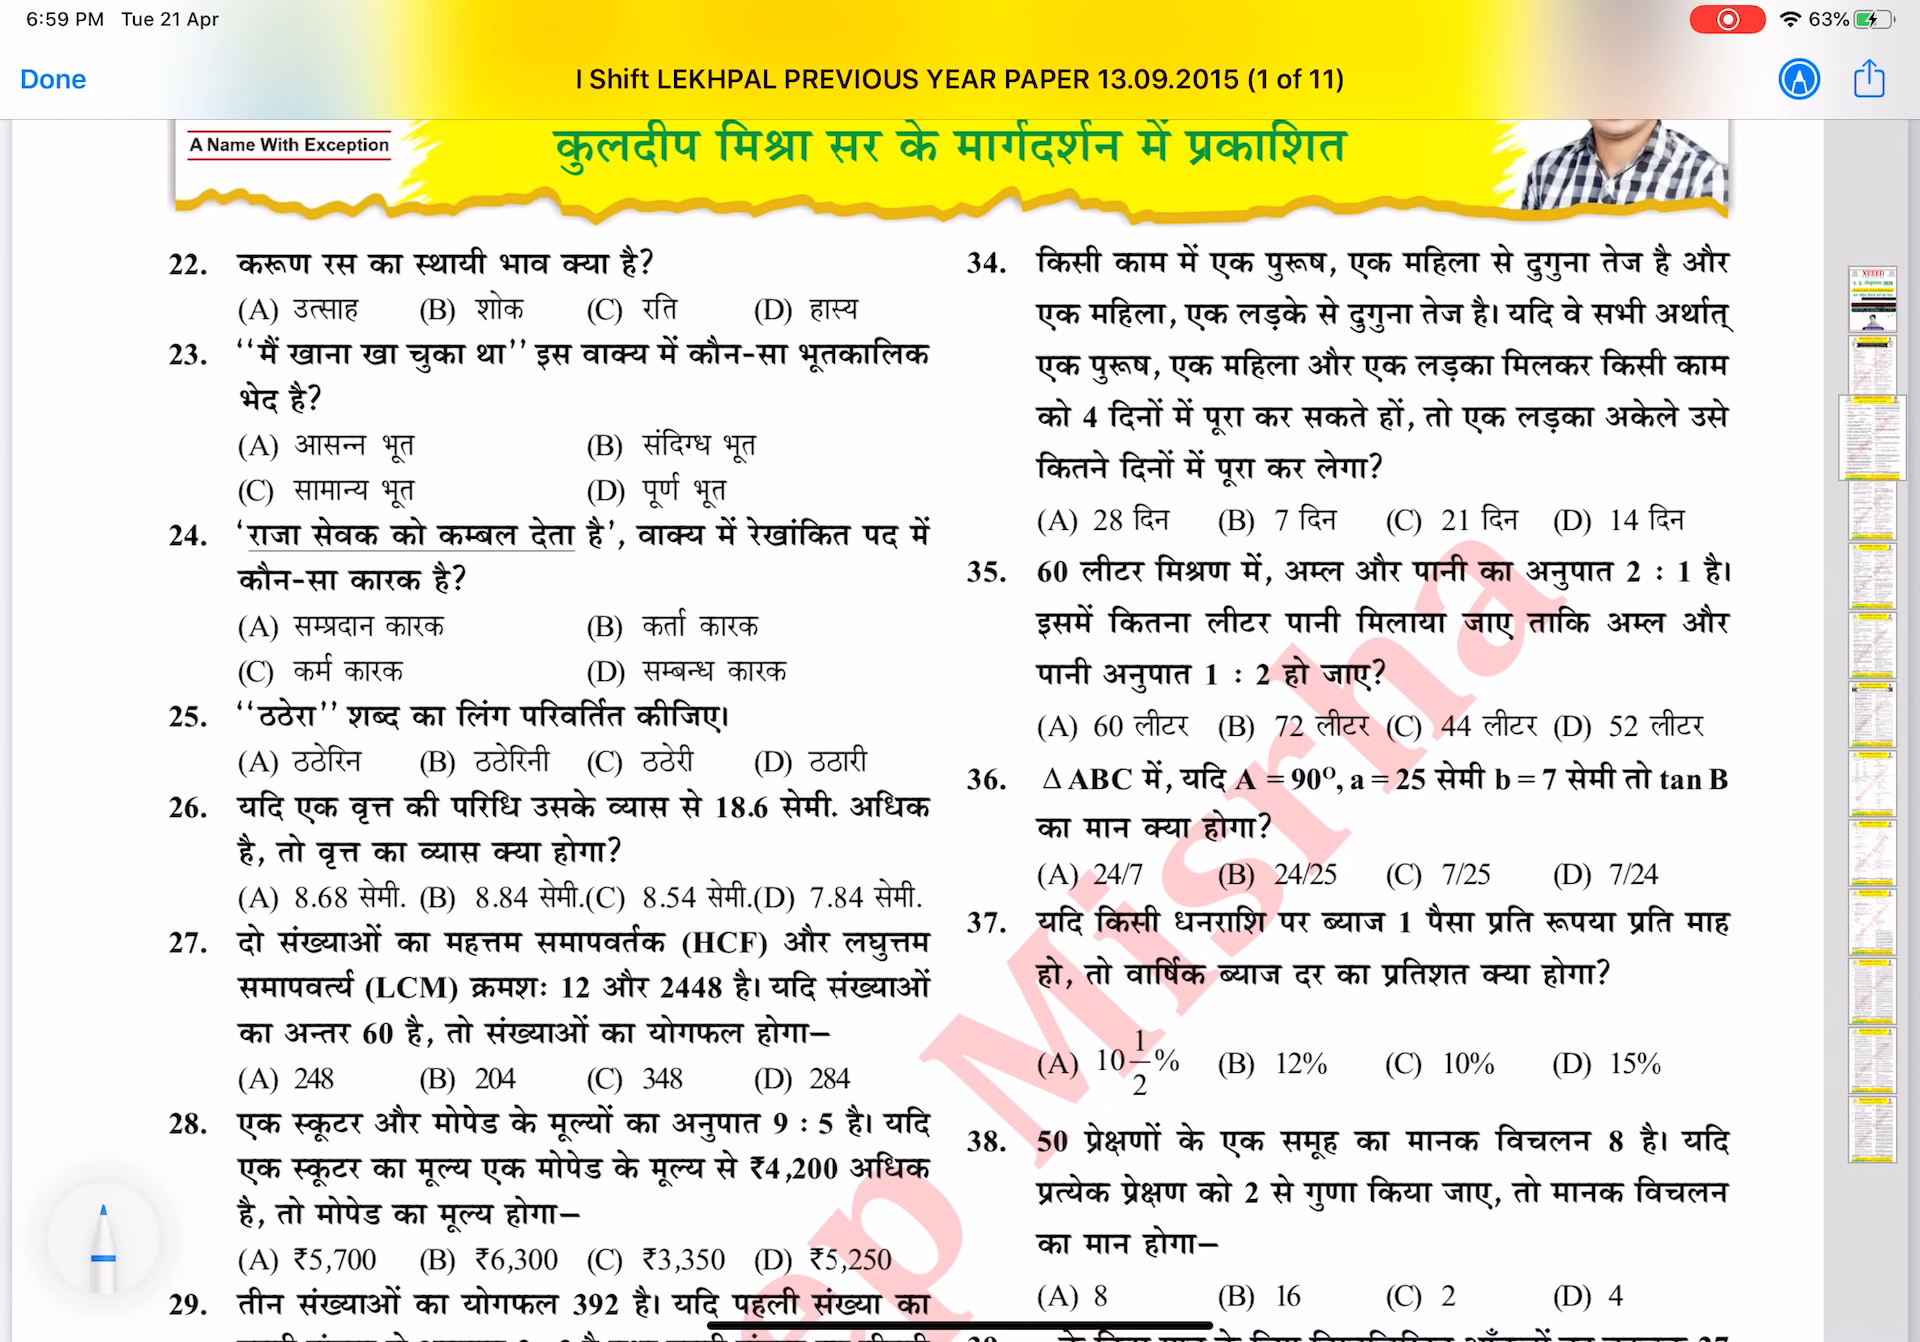 6:59 PM Tue 21 Apr
63%
Done
I Shift LEKHPAL PREVIOUS YEAR PAPER 13.09.2015 (1 of 11)
A Name With Exception
कुलदीप मिश्रा सर के मार्गदर्शन में प्रकाशित
22. करूण रस का स्थायी भाव क्या है?
(A) उत्साह (B) शोक (C) रति (D) हास्य
23. ‘‘मैं खाना खा चुका था’’ इस वाक्य में कौन-सा भूतकालिक
भेद है?
(A) आसन्न भूत (B) संदिग्ध भूत
(C) सामान्य भूत (D) पूर्ण भूत
24. ‘राजा सेवक को कम्बल देता है’, वाक्य में रेखांकित पद में
कौन-सा कारक है?
(A) सम्प्रदान कारक (B) कर्ता कारक
(C) कर्म कारक (D) सम्बन्ध कारक
25. ‘‘ठठेरा’’ शब्द का लिंग परिवर्तित कीजिए।
(A) ठठेरिन (B) ठठेरिनी (C) ठठेरी (D) ठठारी
26. यदि एक वृत्त की परिधि उसके व्यास से 18.6 सेमी. अधिक
है, तो वृत्त का व्यास क्या होगा?
(A) 8.68 सेमी. (B) 8.84 सेमी.(C) 8.54 सेमी.(D) 7.84 सेमी.
27. दो संख्याओं का महत्तम समापवर्तक (HCF) और लघुत्तम
समापवर्त्य (LCM) क्रमशः 12 और 2448 है। यदि संख्याओं
का अन्तर 60 है, तो संख्याओं का योगफल होगा–
(A) 248 (B) 204 (C) 348 (D) 284
28. एक स्कूटर और मोपेड के मूल्यों का अनुपात 9 : 5 है। यदि
एक स्कूटर का मूल्य एक मोपेड के मूल्य से ₹4,200 अधिक
है, तो मोपेड का मूल्य होगा–
(A) ₹5,700 (B) ₹6,300 (C) ₹3,350 (D) ₹5,250
29. तीन संख्याओं का योगफल 392 है। यदि पहली संख्या का
34. किसी काम में एक पुरूष, एक महिला से दुगुना तेज है और
एक महिला, एक लड़के से दुगुना तेज है। यदि वे सभी अर्थात्
एक पुरूष, एक महिला और एक लड़का मिलकर किसी काम
को 4 दिनों में पूरा कर सकते हों, तो एक लड़का अकेले उसे
कितने दिनों में पूरा कर लेगा?
(A) 28 दिन (B) 7 दिन (C) 21 दिन (D) 14 दिन
35. 60 लीटर मिश्रण में, अम्ल और पानी का अनुपात 2 : 1 है।
इसमें कितना लीटर पानी मिलाया जाए ताकि अम्ल और
पानी अनुपात 1 : 2 हो जाए?
(A) 60 लीटर (B) 72 लीटर (C) 44 लीटर (D) 52 लीटर
36. Δ ABC में, यदि A = 90°, a = 25 सेमी b = 7 सेमी तो tan B
का मान क्या होगा?
(A) 24/7 (B) 24/25 (C) 7/25 (D) 7/24
37. यदि किसी धनराशि पर ब्याज 1 पैसा प्रति रूपया प्रति माह
हो, तो वार्षिक ब्याज दर का प्रतिशत क्या होगा?
(A) 10 1/2 % (B) 12% (C) 10% (D) 15%
38. 50 प्रेक्षणों के एक समूह का मानक विचलन 8 है। यदि
प्रत्येक प्रेक्षण को 2 से गुणा किया जाए, तो मानक विचलन
का मान होगा–
(A) 8 (B) 16 (C) 2 (D) 4
ep Misrha